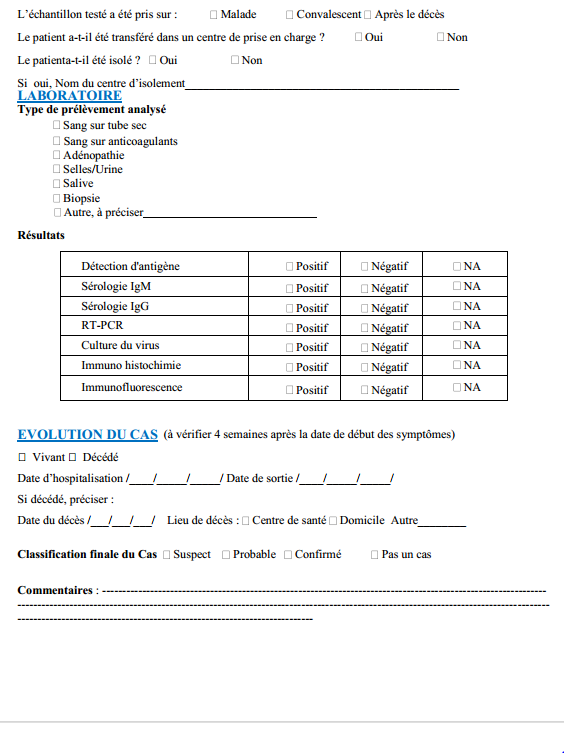 L'échantillon testé a été pris sur : □ Malade □ Convalescent □ Après le décès
Le patient a-t-il été transféré dans un centre de prise en charge ? □ Oui □ Non
Le patienta-t-il été isolé ? □ Oui □ Non
Si oui, Nom du centre d'isolement______________________________________________
LABORATOIRE
Type de prélèvement analysé
□ Sang sur tube sec
□ Sang sur anticoagulants
□ Adénopathie
□ Selles/Urine
□ Salive
□ Biopsie
□ Autre, à préciser_____________________________
Résultats
Détection d'antigène □ Positif □ Négatif □ NA
Sérologie IgM □ Positif □ Négatif □ NA
Sérologie IgG □ Positif □ Négatif □ NA
RT-PCR □ Positif □ Négatif □ NA
Culture du virus □ Positif □ Négatif □ NA
Immuno histochimie □ Positif □ Négatif □ NA
Immunofluorescence □ Positif □ Négatif □ NA
EVOLUTION DU CAS (à vérifier 4 semaines après la date de début des symptômes)
□ Vivant □ Décédé
Date d'hospitalisation /____/_____/_____/ Date de sortie /____/_____/_____/
Si décédé, préciser :
Date du décès /___/___/___/ Lieu de décès : □ Centre de santé □ Domicile Autre________
Classification finale du Cas □ Suspect □ Probable □ Confirmé □ Pas un cas
Commentaires : ----------------------------------------------------------------------------------------------------------------
--------------------------------------------------------------------------------------------------------------------------------------
--------------------------------------------------------------------------